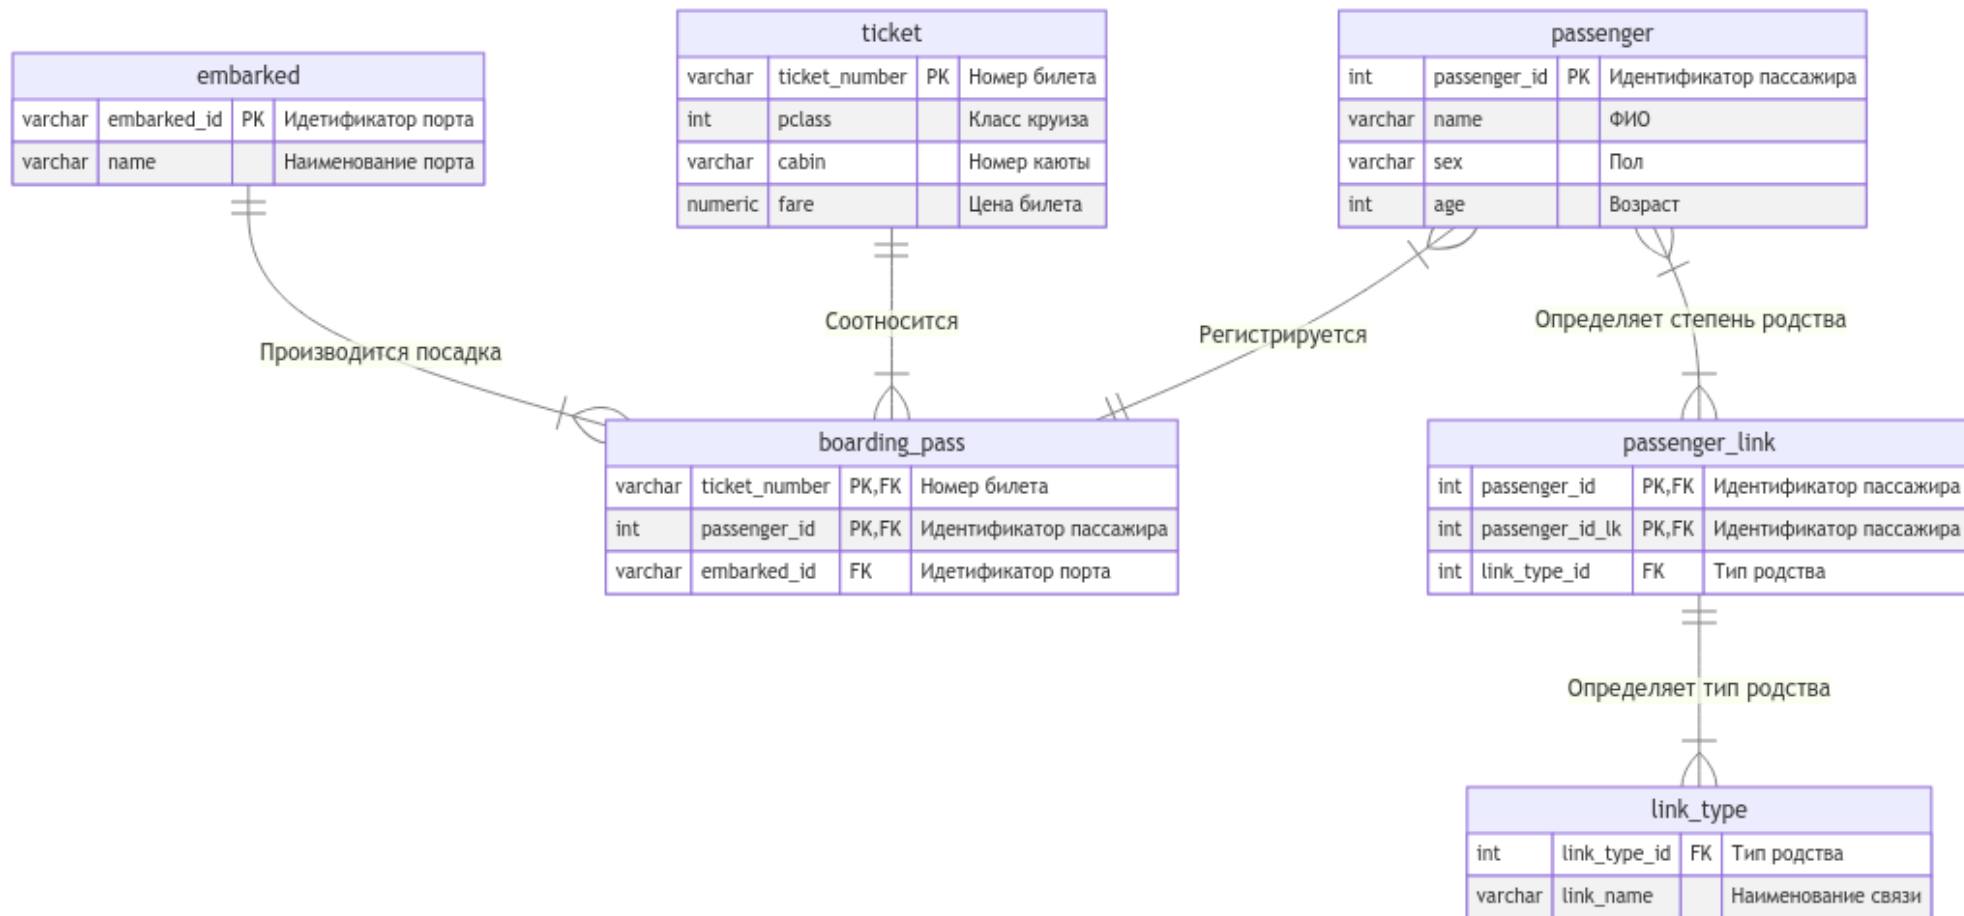 embarked
varchar embarked_id PK Идетификатор порта
varchar name Наименование порта
ticket
varchar ticket_number PK Номер билета
int pclass Класс круиза
varchar cabin Номер каюты
numeric fare Цена билета
passenger
int passenger_id PK Идентификатор пассажира
varchar name ФИО
varchar sex Пол
int age Возраст
Производится посадка
Соотносится
Регистрируется
Определяет степень родства
boarding_pass
varchar ticket_number PK,FK Номер билета
int passenger_id PK,FK Идентификатор пассажира
varchar embarked_id FK Идетификатор порта
passenger_link
int passenger_id PK,FK Идентификатор пассажира
int passenger_id_lk PK,FK Идентификатор пассажира
int link_type_id FK Тип родства
Определяет тип родства
link_type
int link_type_id FK Тип родства
varchar link_name Наименование связи